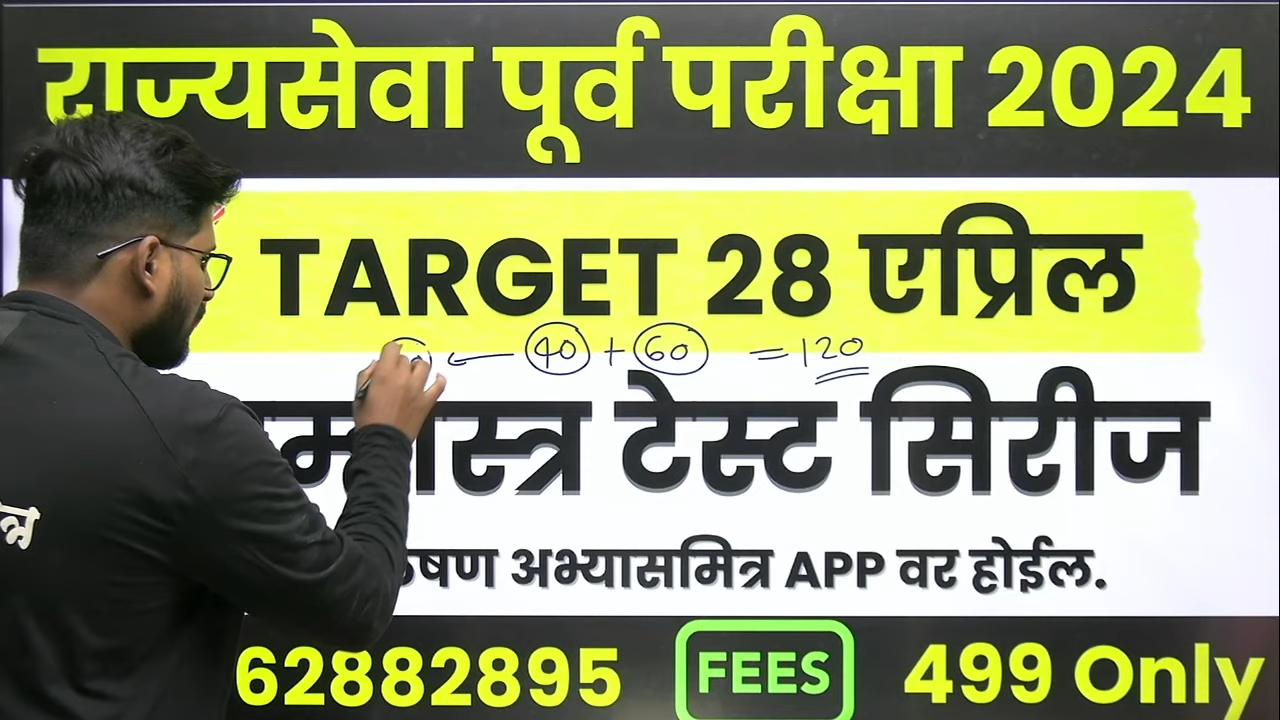 राज्यसेवा पूर्व परीक्षा 2024
TARGET 28 एप्रिल
← 40 + 60 = 120
टेस्ट सिरीज
अभ्यासमित्र APP वर होईल.
62882895 FEES 499 Only